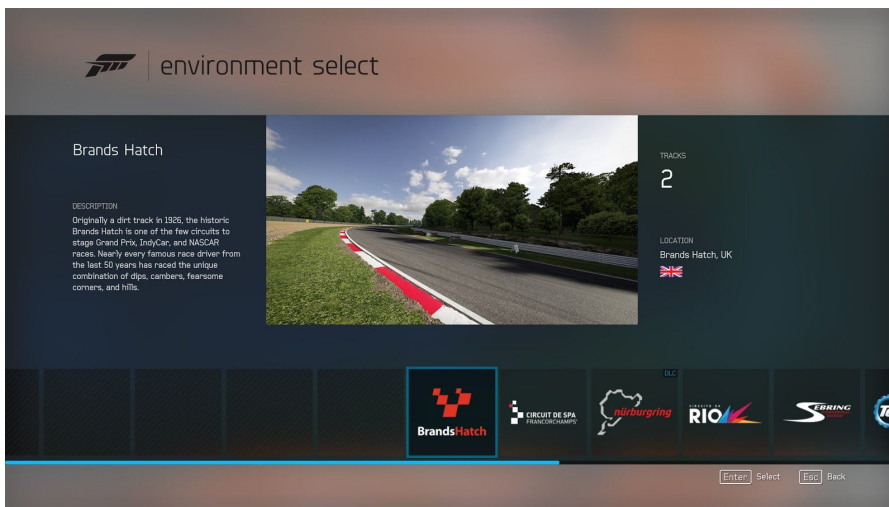 environment select
Brands Hatch
DESCRIPTION
Originally a dirt track in 1926, the historic
Brands Hatch is one of the few circuits to
stage Grand Prix, IndyCar, and NASCAR
races. Nearly every famous race driver from
the last 50 years has raced the unique
combination of dips, cambers, fearsome
corners, and hills.
TRACKS
2
LOCATION
Brands Hatch, UK
BrandsHatch
CIRCUIT DE SPA
FRANCORCHAMPS
DLC
nürburgring
RIO
SEBRING
Enter Select
Esc Back